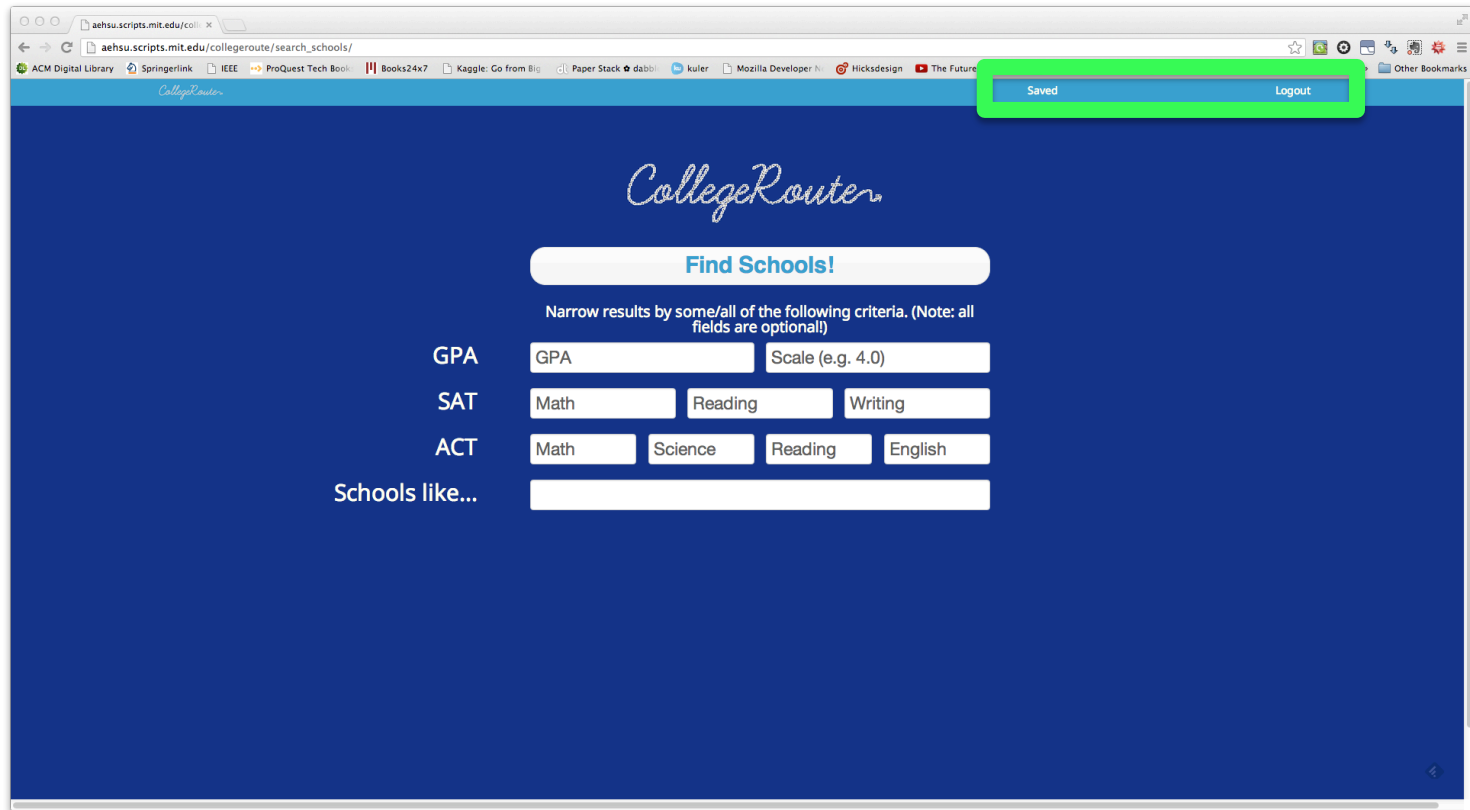 aehsu.scripts.mit.edu/coll
aehsu.scripts.mit.edu/collegeroute/search_schools/
ACM Digital Library Springerlink IEEE ProQuest Tech Book Books24x7 Kaggle: Go from Big Paper Stack ✿ dabbl kuler Mozilla Developer N Hicksdesign The Future Other Bookmarks
CollegeRoute Saved Logout
CollegeRoute
Find Schools!
Narrow results by some/all of the following criteria. (Note: all
fields are optional!)
GPA GPA Scale (e.g. 4.0)
SAT Math Reading Writing
ACT Math Science Reading English
Schools like...